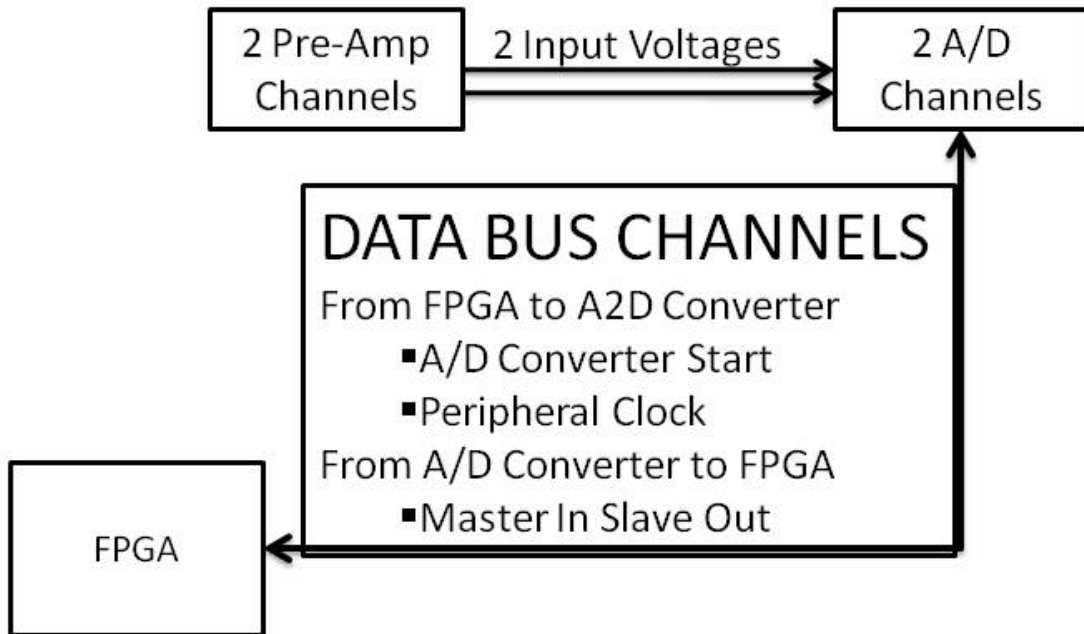 2 Pre-Amp
Channels
2 Input Voltages
2 A/D
Channels
DATA BUS CHANNELS
From FPGA to A2D Converter
▪A/D Converter Start
▪Peripheral Clock
From A/D Converter to FPGA
▪Master In Slave Out
FPGA